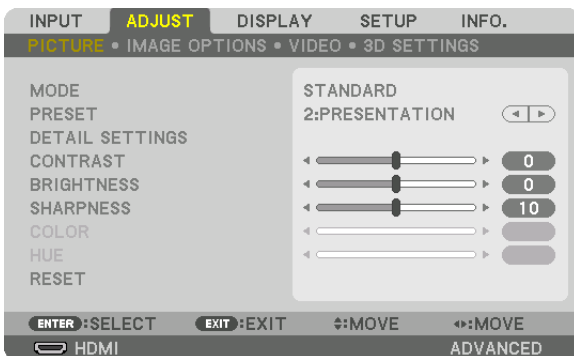 INPUT ADJUST DISPLAY SETUP INFO.
PICTURE • IMAGE OPTIONS • VIDEO • 3D SETTINGS
MODE STANDARD
PRESET 2:PRESENTATION
DETAIL SETTINGS
CONTRAST 0
BRIGHTNESS 0
SHARPNESS 10
COLOR
HUE
RESET
ENTER :SELECT EXIT :EXIT :MOVE :MOVE
HDMI ADVANCED